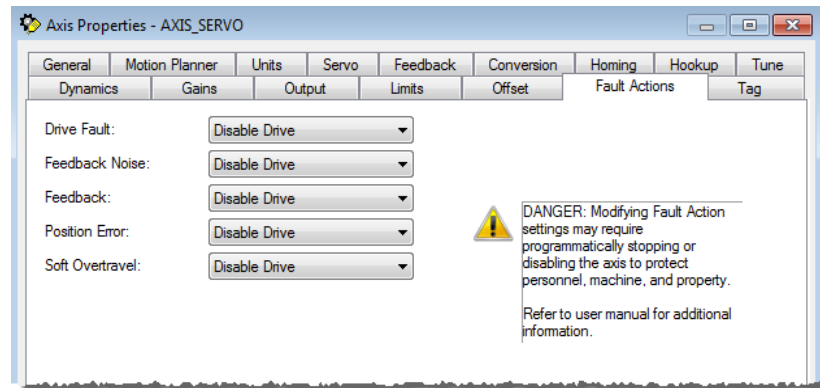 Axis Properties - AXIS_SERVO
General Motion Planner Units Servo Feedback Conversion Homing Hookup Tune
Dynamics Gains Output Limits Offset Fault Actions Tag
Drive Fault: Disable Drive
Feedback Noise: Disable Drive
Feedback: Disable Drive
Position Error: Disable Drive
Soft Overtravel: Disable Drive
DANGER: Modifying Fault Action
settings may require
programmatically stopping or
disabling the axis to protect
personnel, machine, and property.
Refer to user manual for additional
information.